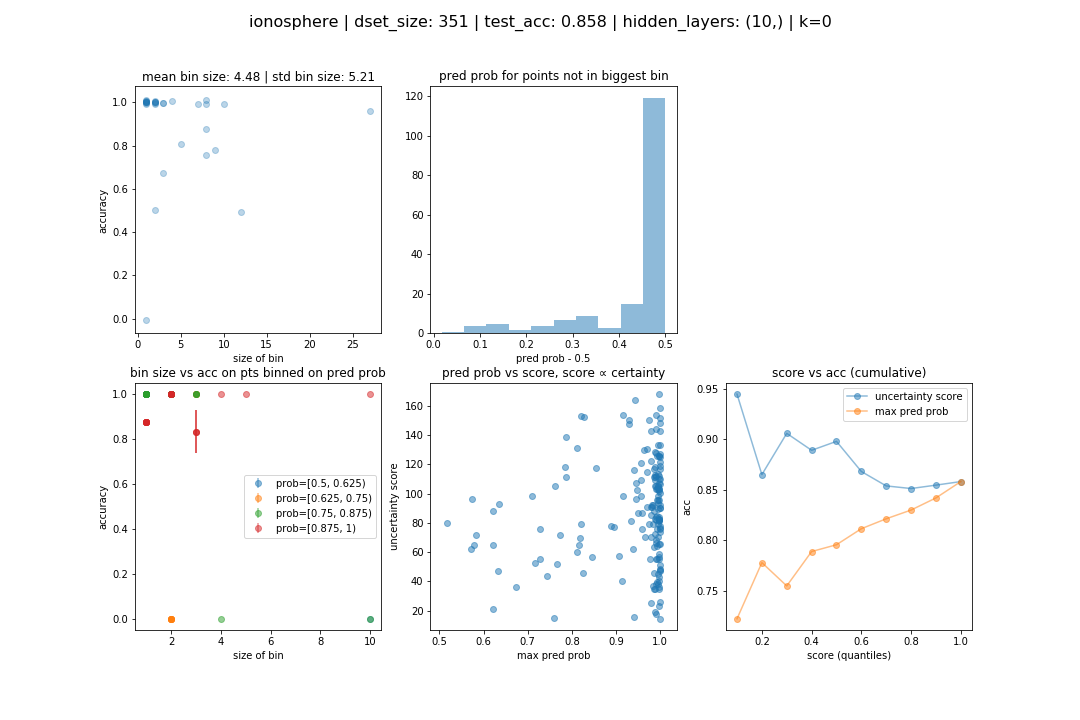 ionosphere | dset_size: 351 | test_acc: 0.858 | hidden_layers: (10,) | k=0
mean bin size: 4.48 | std bin size: 5.21
1.0
0.8
0.6
0.4
0.2
0.0
accuracy
0
5
10
15
20
25
size of bin
pred prob for points not in biggest bin
120
100
80
60
40
20
0
0.0
0.1
0.2
0.3
0.4
0.5
pred prob - 0.5
bin size vs acc on pts binned on pred prob
1.0
0.8
0.6
0.4
0.2
0.0
accuracy
prob=[0.5, 0.625)
prob=[0.625, 0.75)
prob=[0.75, 0.875)
prob=[0.875, 1)
2
4
6
8
10
size of bin
pred prob vs score, score ∝ certainty
160
140
120
100
80
60
40
20
uncertainty score
0.5
0.6
0.7
0.8
0.9
1.0
max pred prob
score vs acc (cumulative)
0.95
0.90
0.85
0.80
0.75
acc
uncertainty score
max pred prob
0.2
0.4
0.6
0.8
1.0
score (quantiles)